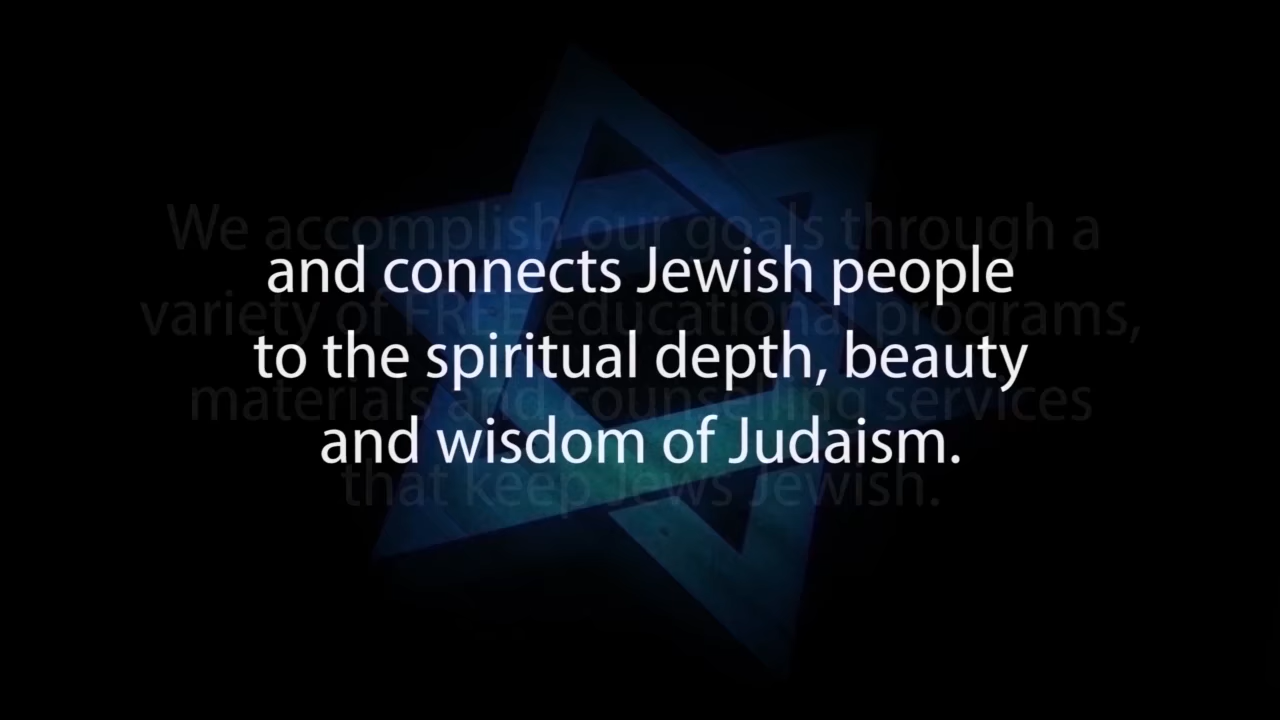 and connects Jewish people
to the spiritual depth, beauty
and wisdom of Judaism.
We accomplish our goals through a
variety of FREE educational programs,
materials and counselling services
that keep Jews Jewish.